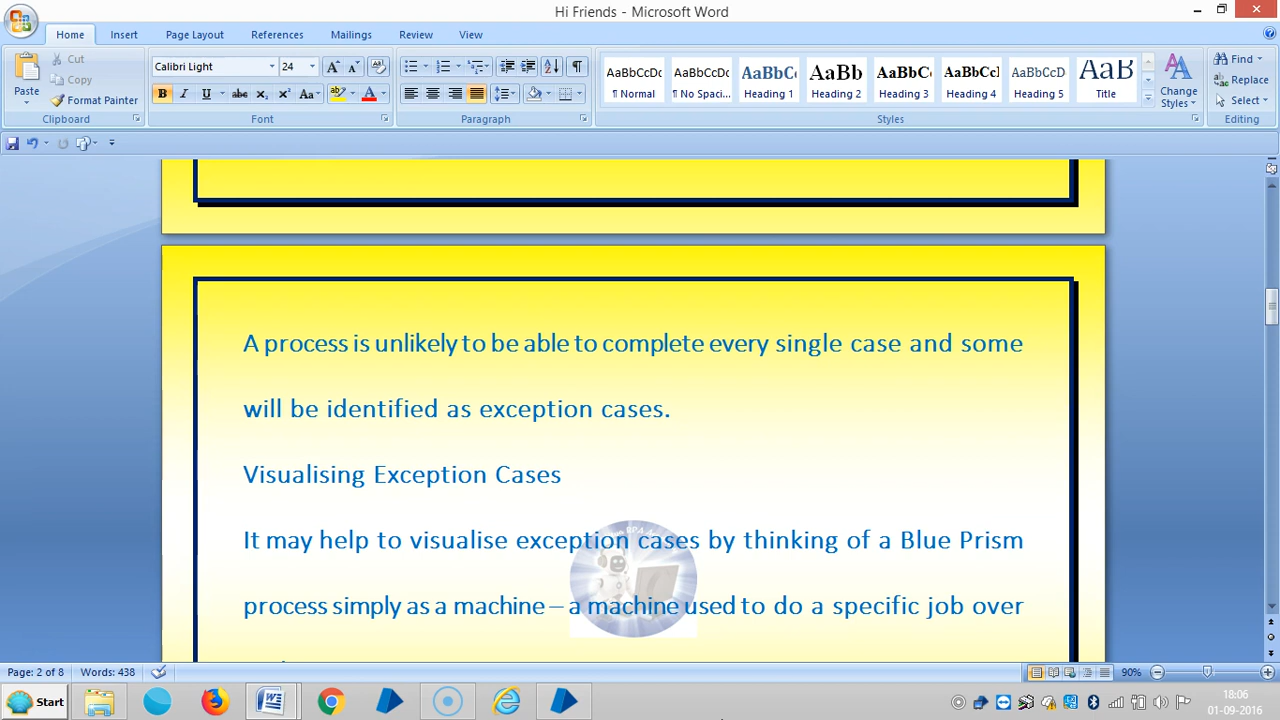 Hi Friends - Microsoft Word
Home Insert Page Layout References Mailings Review View
Paste
Cut
Copy
Format Painter
Clipboard
Calibri Light 24
B I U abc x₂ x² Aa
Font
Paragraph
AaBbCcDc AaBbCcDc AaBbC AaBb AaBbC AaBbCcI AaBbCcD AaB
¶ Normal ¶ No Spaci... Heading 1 Heading 2 Heading 3 Heading 4 Heading 5 Title
Change Styles
Styles
Find
Replace
Select
Editing
A process is unlikely to be able to complete every single case and some
will be identified as exception cases.
Visualising Exception Cases
It may help to visualise exception cases by thinking of a Blue Prism
process simply as a machine – a machine used to do a specific job over
Page: 2 of 8 Words: 438 90%
Start
18:06
01-09-2016